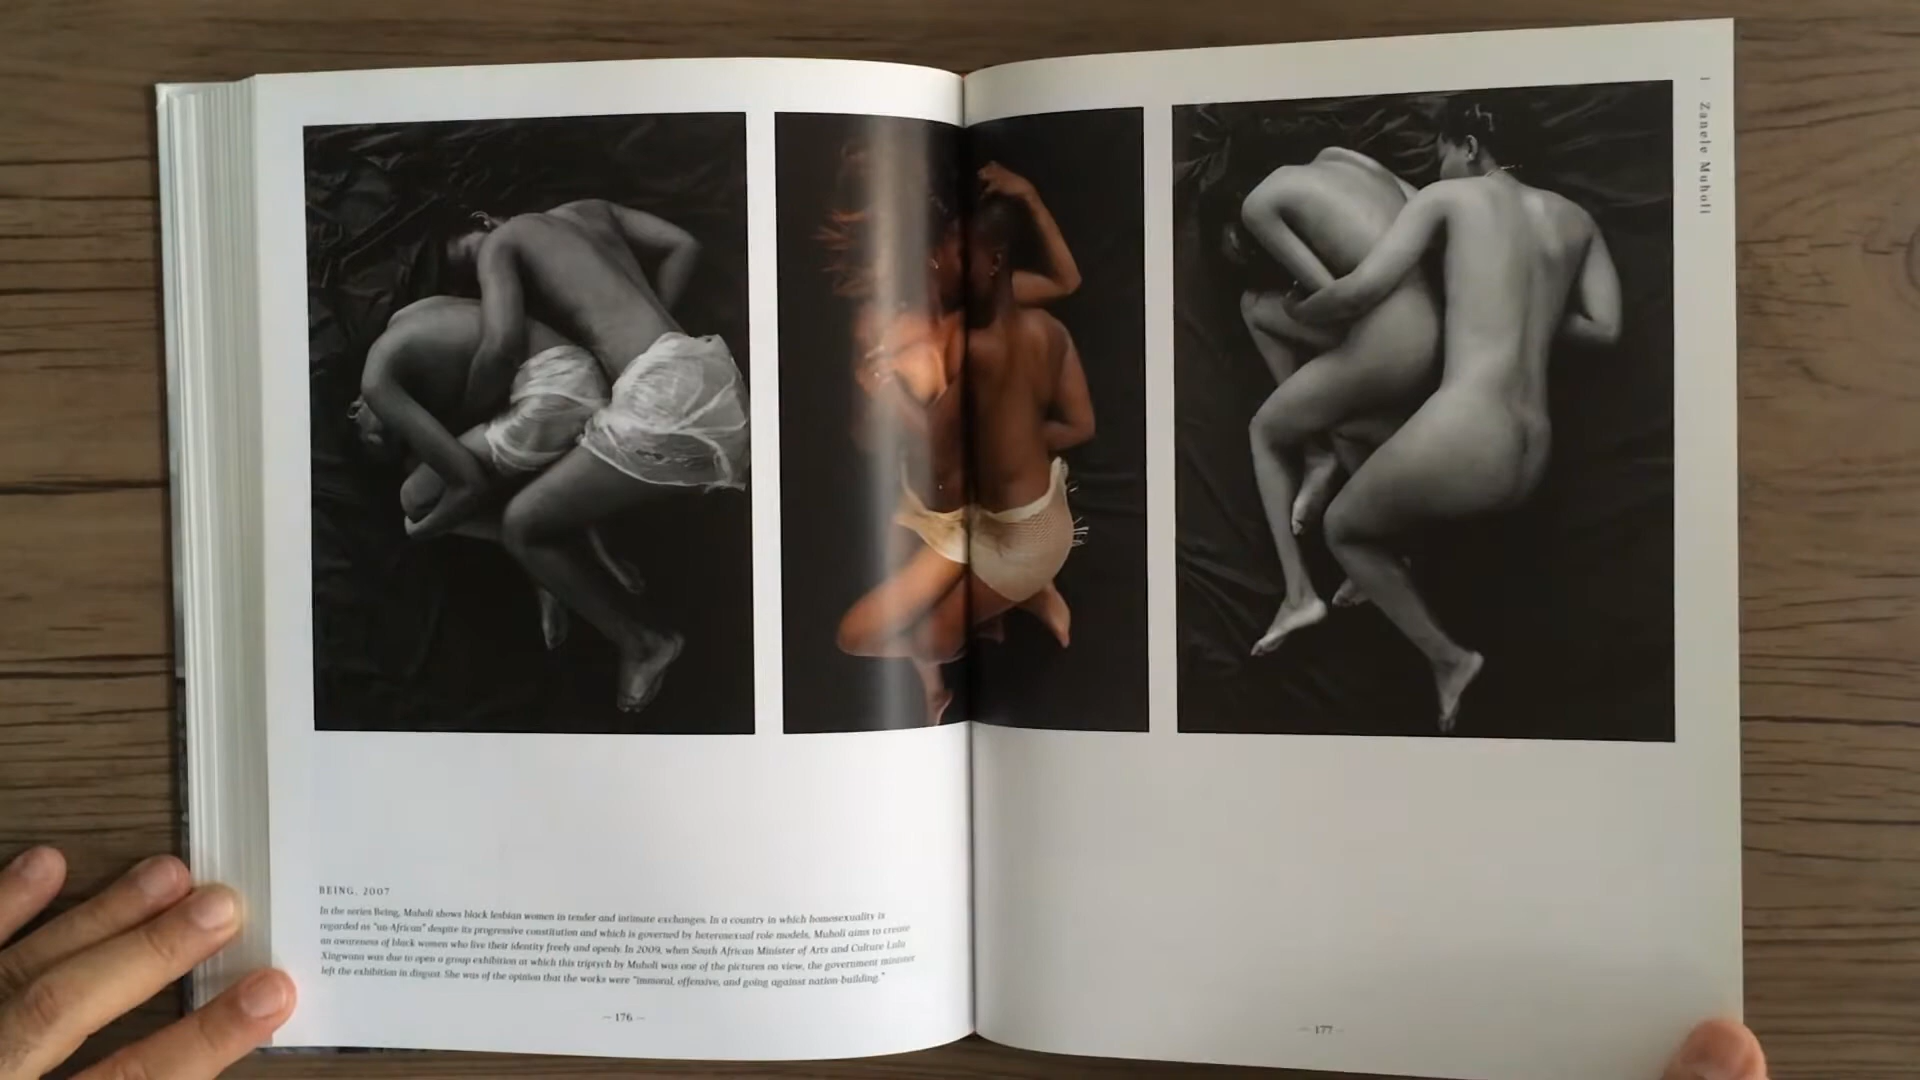 Zanele Muholi
BEING, 2007
In the series Being, Muholi shows black lesbian women in tender and intimate exchanges. In a country in which homosexuality is
regarded as "un-African" despite its progressive constitution and which is governed by heterosexual role models, Muholi aims to create
an awareness of black women who live their identity freely and openly. In 2009, when South African Minister of Arts and Culture Lulu
Xingwana was due to open a group exhibition at which this triptych by Muholi was one of the pictures on view, the government minister
left the exhibition in disgust. She was of the opinion that the works were "immoral, offensive, and going against nation-building."
— 176 —
— 177 —